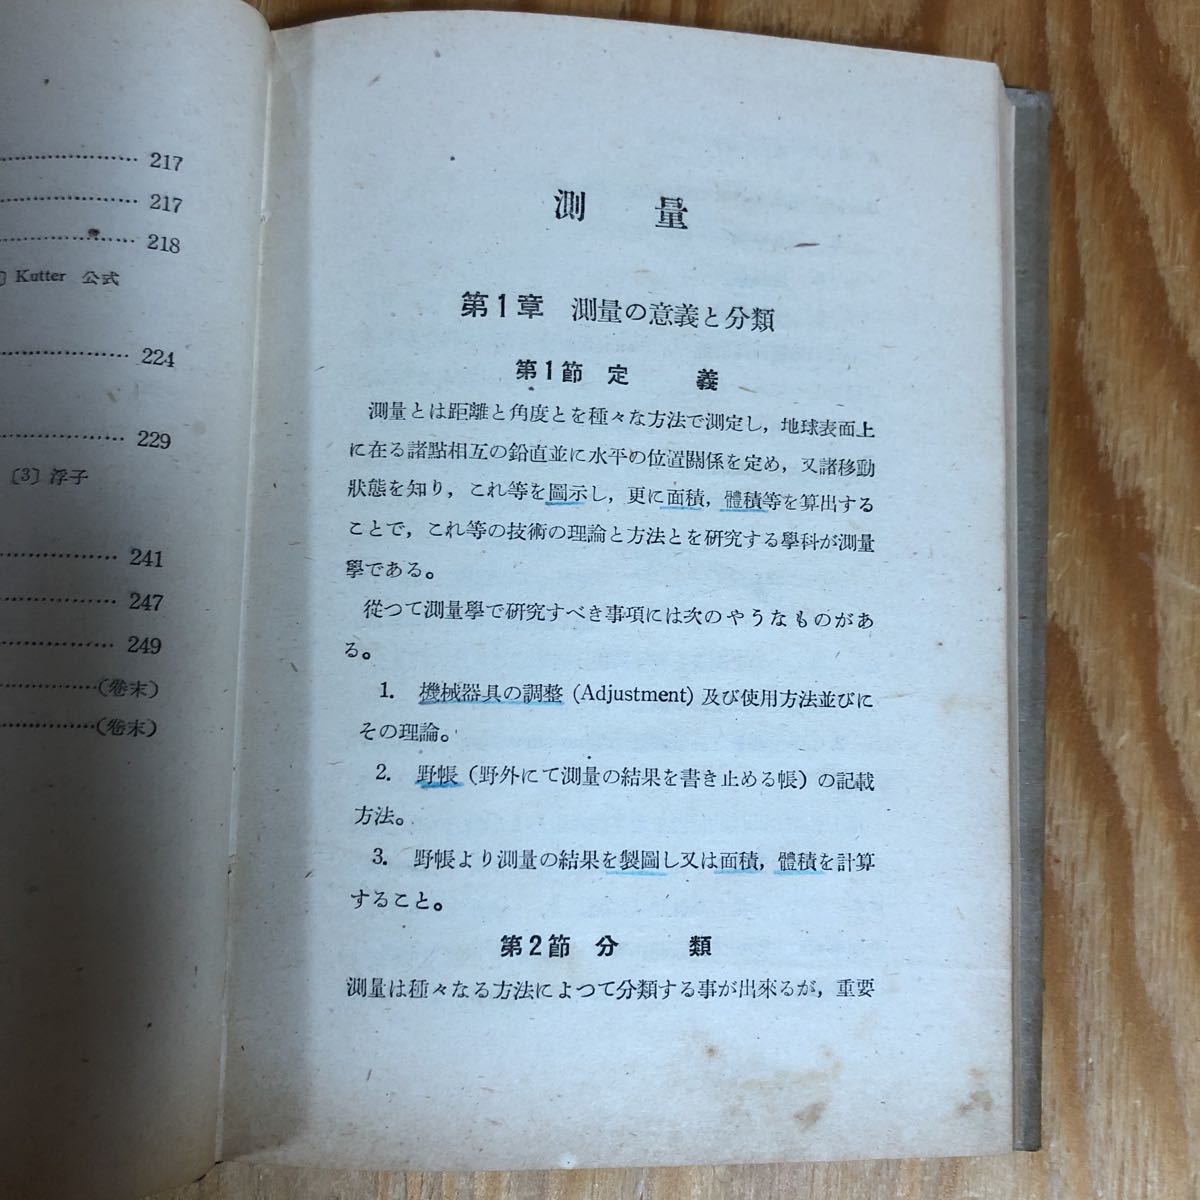 ……………… 217
……………… 217
……………… 218
〕 Kutter 公式
……………… 224
……………… 229
〔3〕浮子
……………… 241
……………… 247
……………… 249
………………(卷末)
………………(卷末)
測量
第1章 測量の意義と分類
第1節 定義
測量とは距離と角度とを種々な方法で測定し，地球表面上
に在る諸點相互の鉛直並に水平の位置關係を定め，又諸移動
狀態を知り，これ等を圖示し，更に面積，體積等を算出する
ことで，これ等の技術の理論と方法とを研究する學科が測量
學である。
從つて測量學で研究すべき事項には次のやうなものがあ
る。
1. 機械器具の調整 (Adjustment) 及び使用方法並びに
その理論。
2. 野帳（野外にて測量の結果を書き止める帳）の記載
方法。
3. 野帳より測量の結果を製圖し又は面積，體積を計算
すること。
第2節 分類
測量は種々なる方法によつて分類する事が出來るが，重要